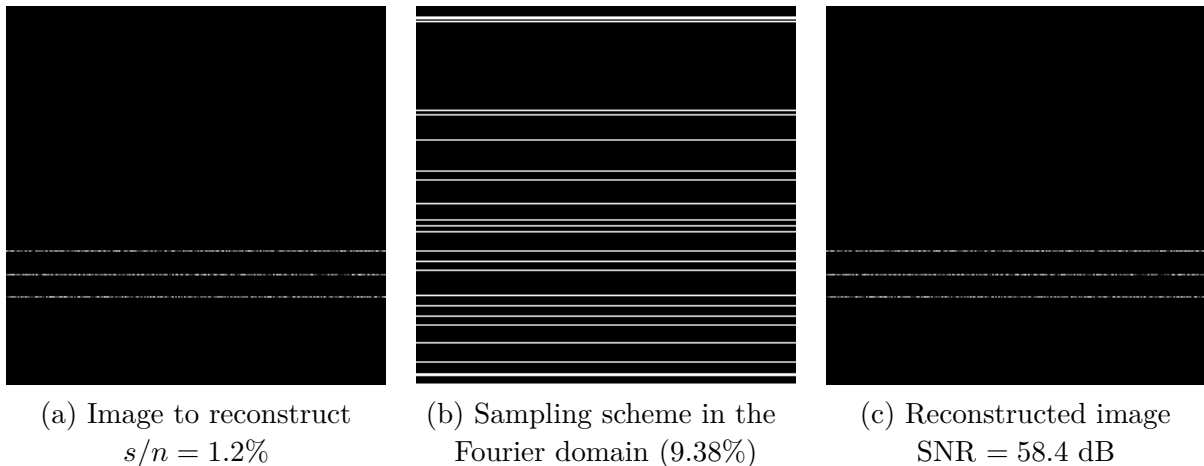 (a) Image to reconstruct
s/n = 1.2%
(b) Sampling scheme in the
Fourier domain (9.38%)
(c) Reconstructed image
SNR = 58.4 dB